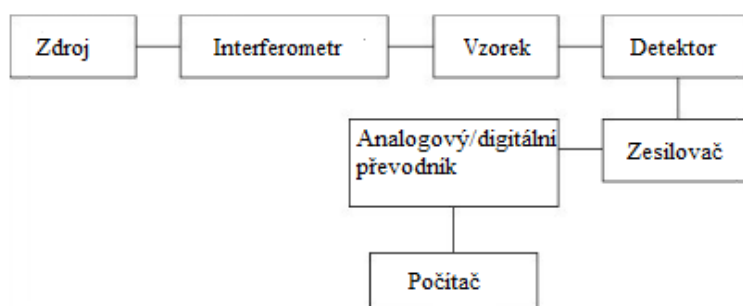 Zdroj
Interferometr
Vzorek
Detektor
Analogový/digitální
převodník
Zesilovač
Počítač